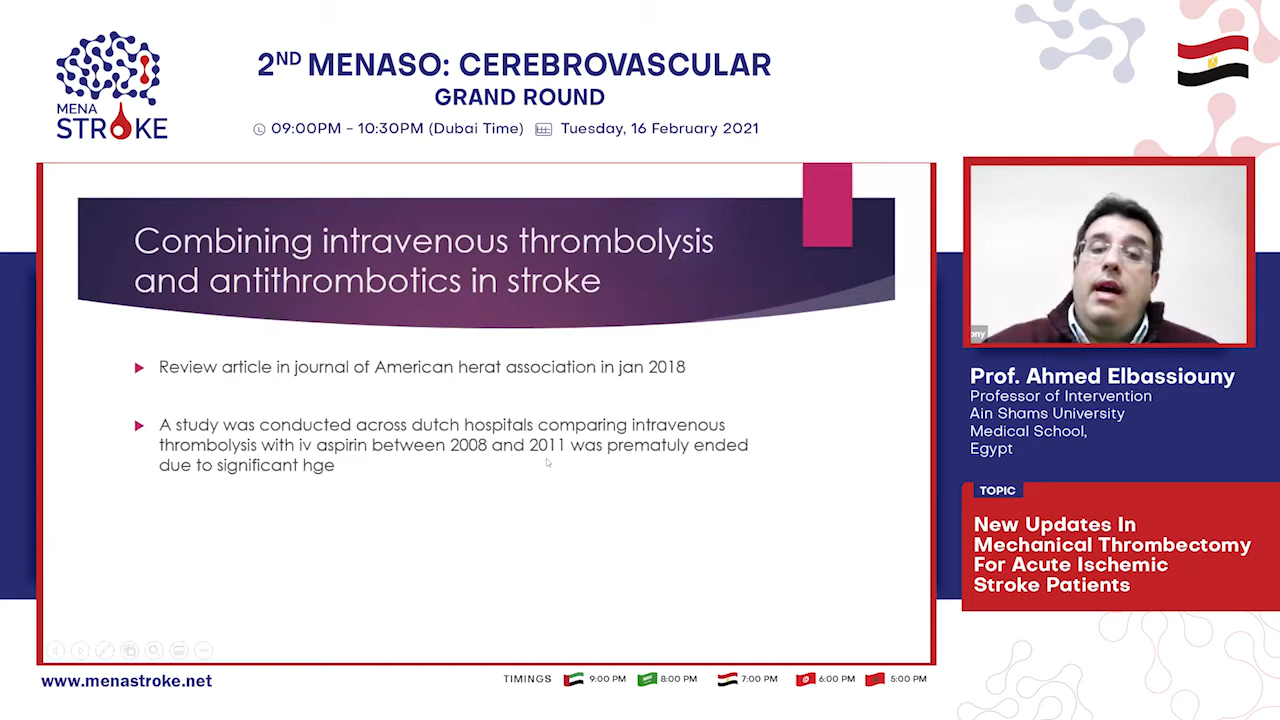 MENA
STROKE
2ND MENASO: CEREBROVASCULAR
GRAND ROUND
09:00PM - 10:30PM (Dubai Time) Tuesday, 16 February 2021
Combining intravenous thrombolysis
and antithrombotics in stroke
Review article in journal of American herat association in jan 2018
A study was conducted across dutch hospitals comparing intravenous
thrombolysis with iv aspirin between 2008 and 2011 was prematuly ended
due to significant hge
ony
Prof. Ahmed Elbassiouny
Professor of Intervention
Ain Shams University
Medical School,
Egypt
TOPIC
New Updates In
Mechanical Thrombectomy
For Acute Ischemic
Stroke Patients
www.menastroke.net
TIMINGS 9:00 PM 8:00 PM 7:00 PM 6:00 PM 5:00 PM